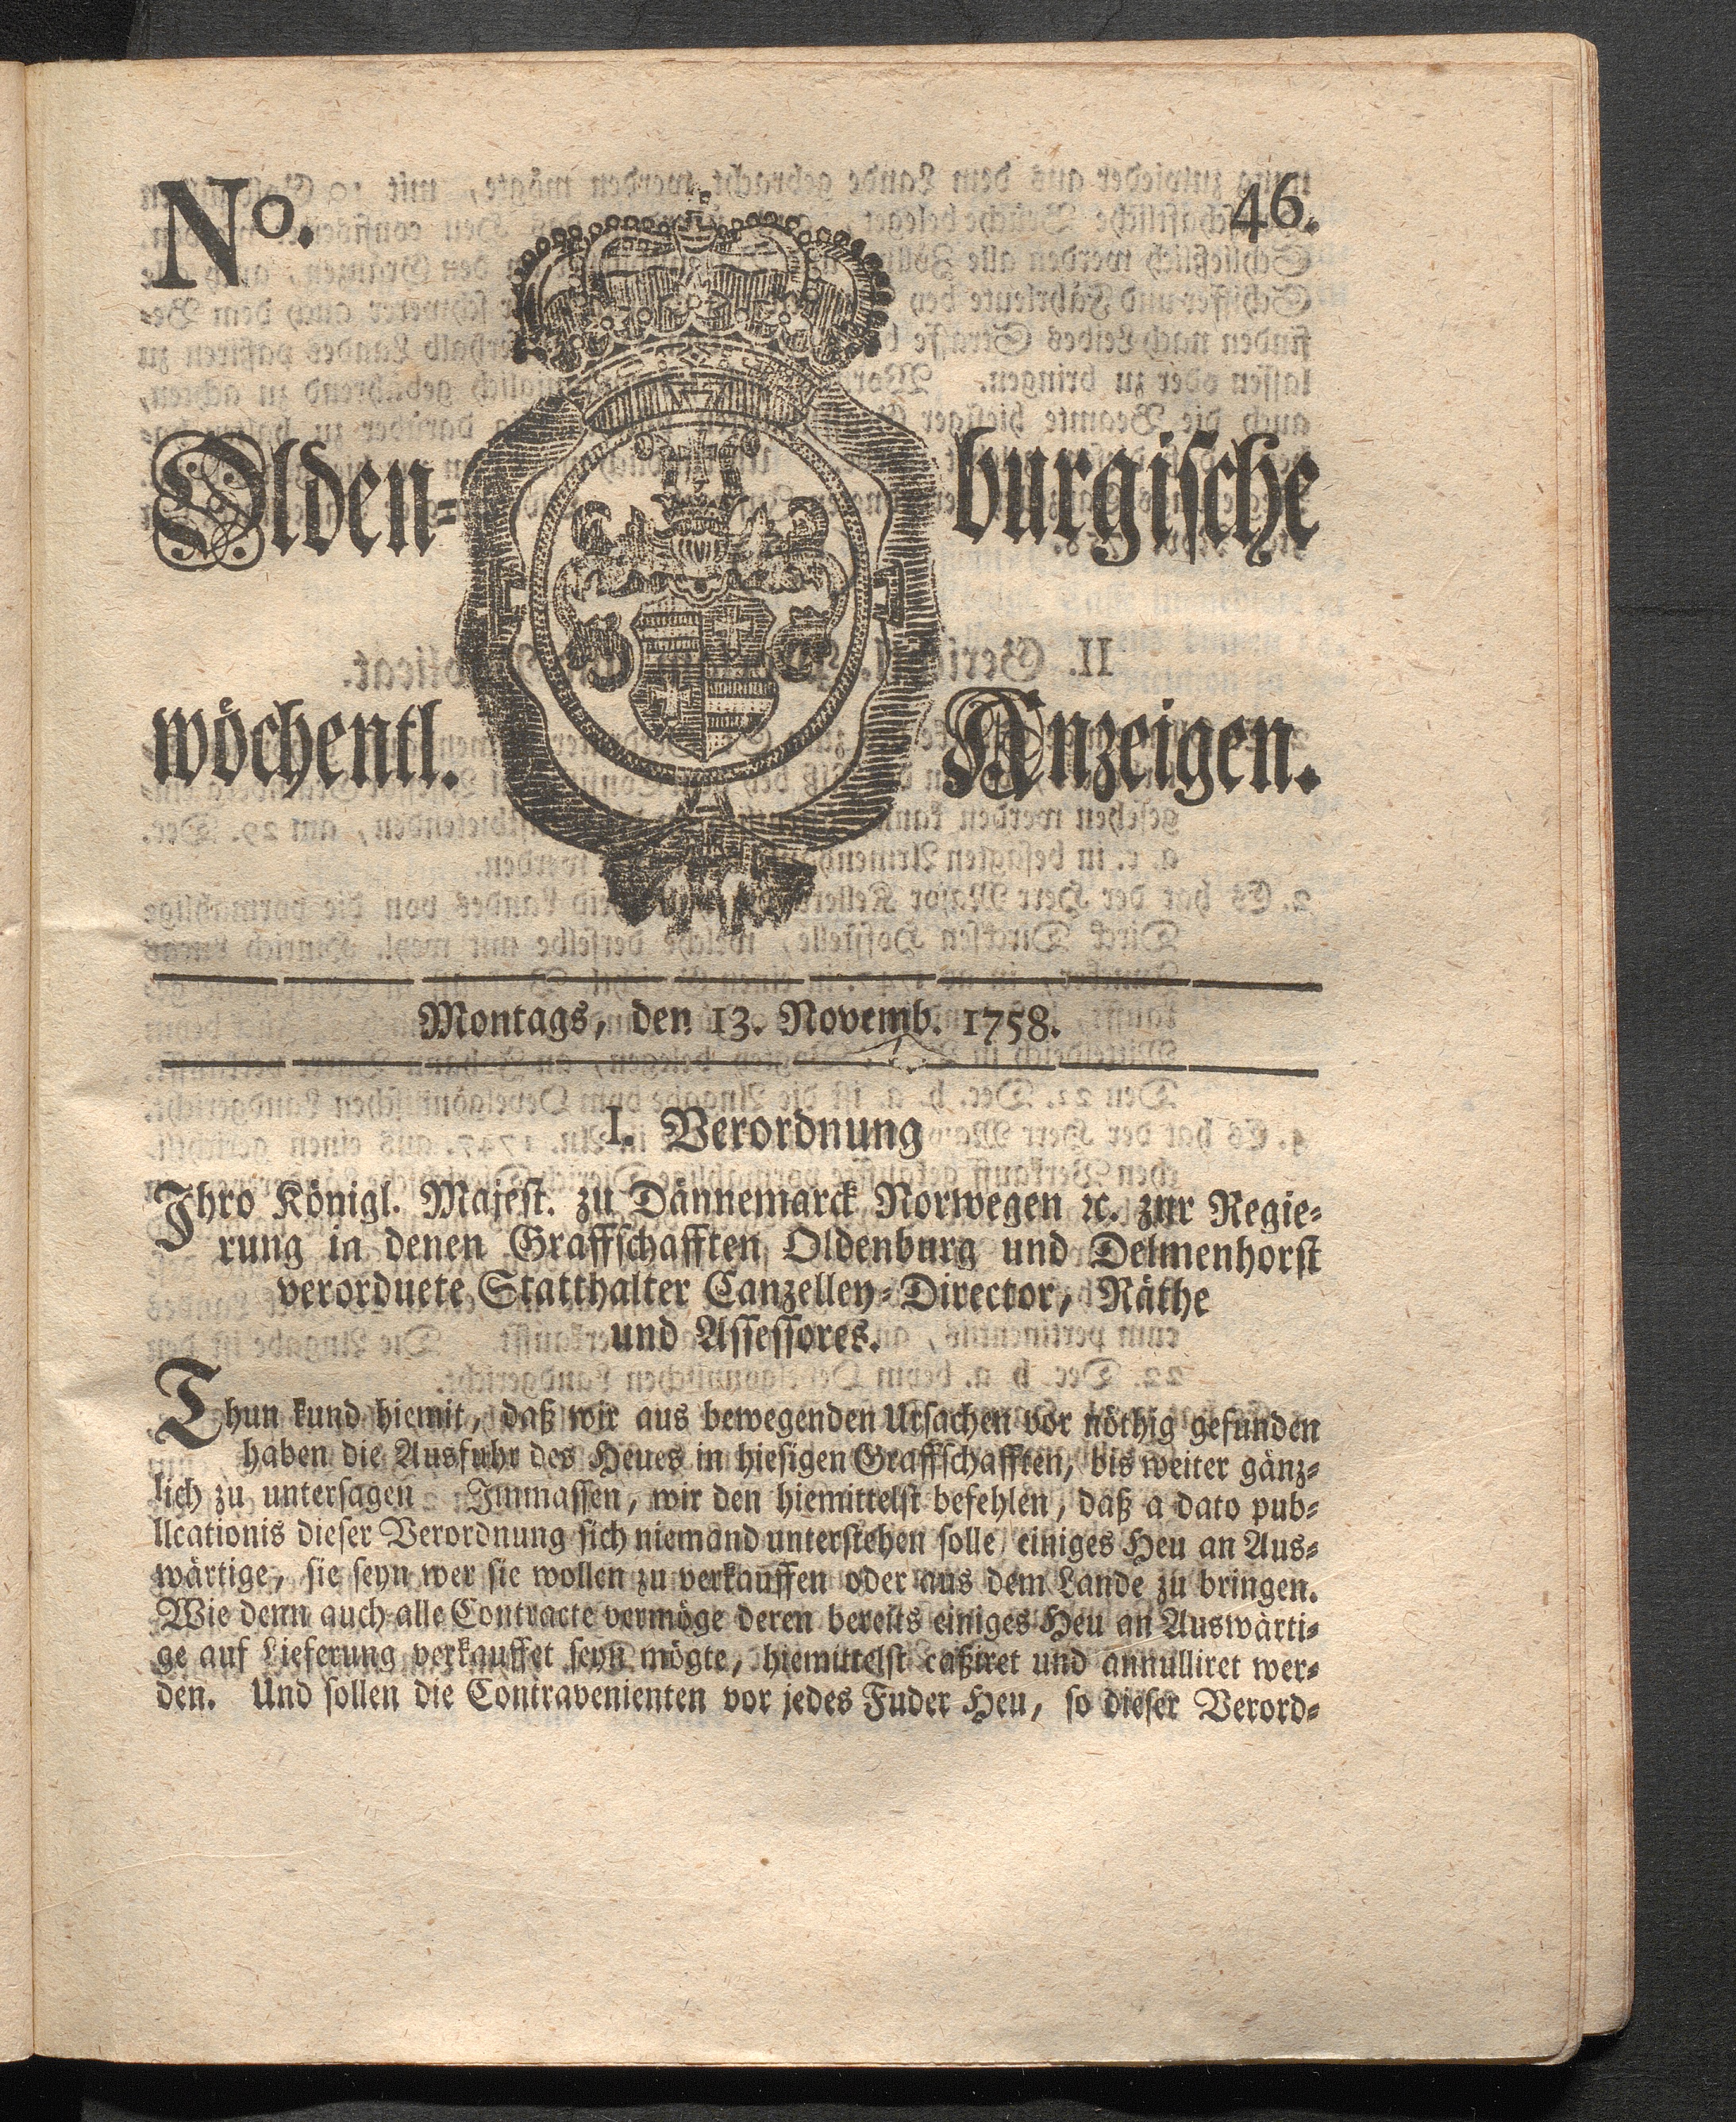 No. 46.
Olden=burgische
wöchentl. Anzeigen.
Montags, den 13. Novemb. 1758.
I. Verordnung
Ihro Königl. Majest. zu Dännemarck Norwegen ꝛc. zur Regie=
rung in denen Graffschafften Oldenburg und Delmenhorst
verordnete Statthalter Canzelley=Director, Räthe
und Assessores.
Thun kund hiemit, daß wir aus bewegenden Ursachen vor nöthig gefunden
haben die Ausfuhr des Heues in hiesigen Graffschafften, bis weiter gänz=
lich zu untersagen Immassen, wir den hiemittelst befehlen, daß a dato pub=
licationis dieser Verordnung sich niemand unterstehen solle einiges Heu an Aus=
wärtige, sie seyn wer sie wollen zu verkauffen oder aus dem Lande zu bringen.
Wie denn auch alle Contracte vermöge deren bereits einiges Heu an Auswärti=
ge auf Lieferung verkauffet seyn mögte, hiemittelst caßiret und annulliret wer=
den. Und sollen die Contravenienten vor jedes Fuder Heu, so dieser Verord=